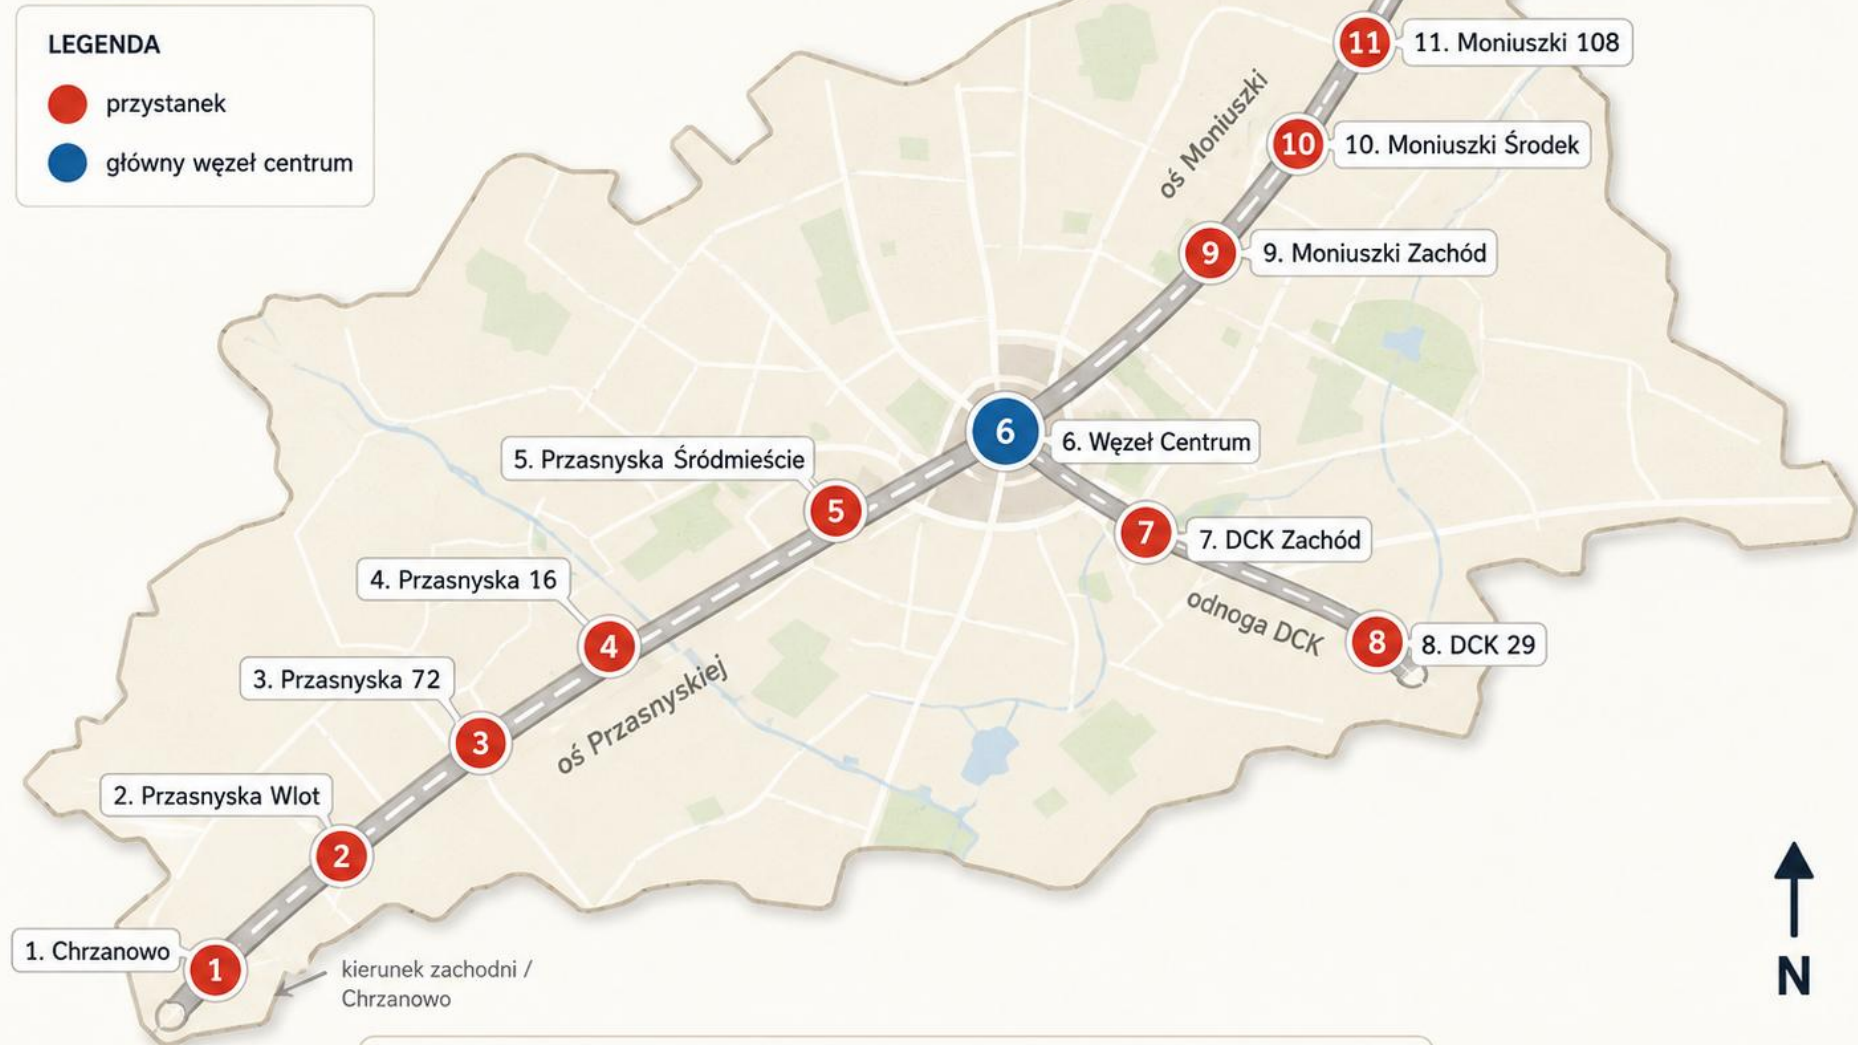 LEGENDA
przystanek
główny węzeł centrum
11
11. Moniuszki 108
oś Moniuszki
10
10. Moniuszki Środek
9
9. Moniuszki Zachód
6
6. Węzeł Centrum
5. Przasnyska Śródmieście
5
7
7. DCK Zachód
4. Przasnyska 16
4
odnoga DCK
8
8. DCK 29
3. Przasnyska 72
3
oś Przasnyskiej
2. Przasnyska Wlot
2
1. Chrzanowo
1
kierunek zachodni /
Chrzanowo
N